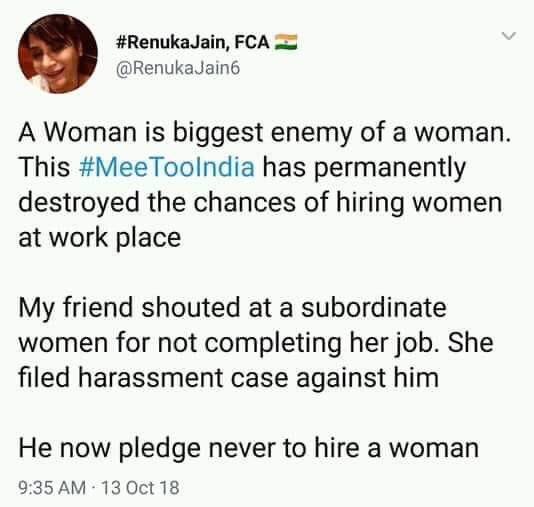 #RenukaJain, FCA 🇮🇳
@RenukaJain6
A Woman is biggest enemy of a woman.
This #MeeTooIndia has permanently
destroyed the chances of hiring women
at work place
My friend shouted at a subordinate
women for not completing her job. She
filed harassment case against him
He now pledge never to hire a woman
9:35 AM · 13 Oct 18